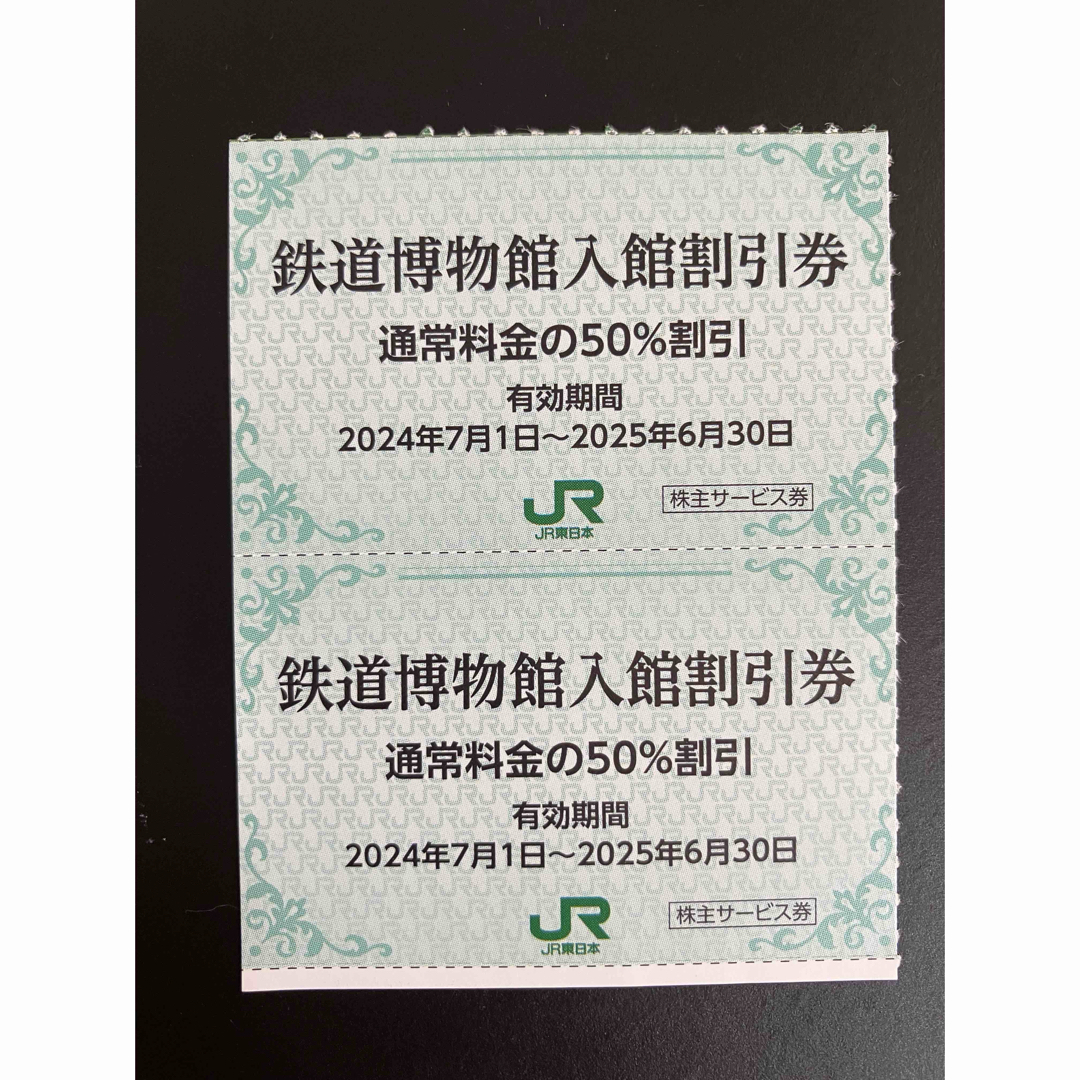 鉄道博物館入館割引券
通常料金の50%割引
有効期間
2024年7月1日～2025年6月30日
JR
JR東日本
株主サービス券
鉄道博物館入館割引券
通常料金の50%割引
有効期間
2024年7月1日～2025年6月30日
JR
JR東日本
株主サービス券